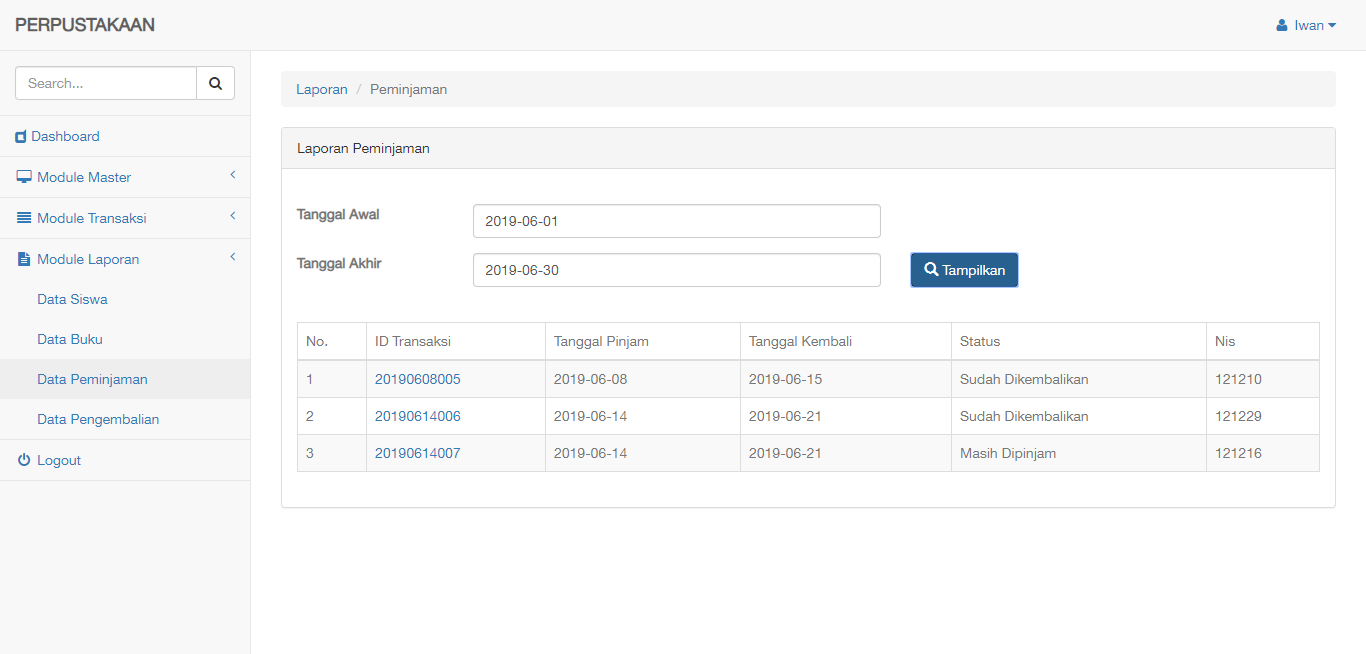 PERPUSTAKAAN
Iwan
Search...
Dashboard
Module Master
Module Transaksi
Module Laporan
Data Siswa
Data Buku
Data Peminjaman
Data Pengembalian
Logout
Laporan / Peminjaman
Laporan Peminjaman
Tanggal Awal 2019-06-01
Tanggal Akhir 2019-06-30 Tampilkan
No. ID Transaksi Tanggal Pinjam Tanggal Kembali Status Nis
1 20190608005 2019-06-08 2019-06-15 Sudah Dikembalikan 121210
2 20190614006 2019-06-14 2019-06-21 Sudah Dikembalikan 121229
3 20190614007 2019-06-14 2019-06-21 Masih Dipinjam 121216